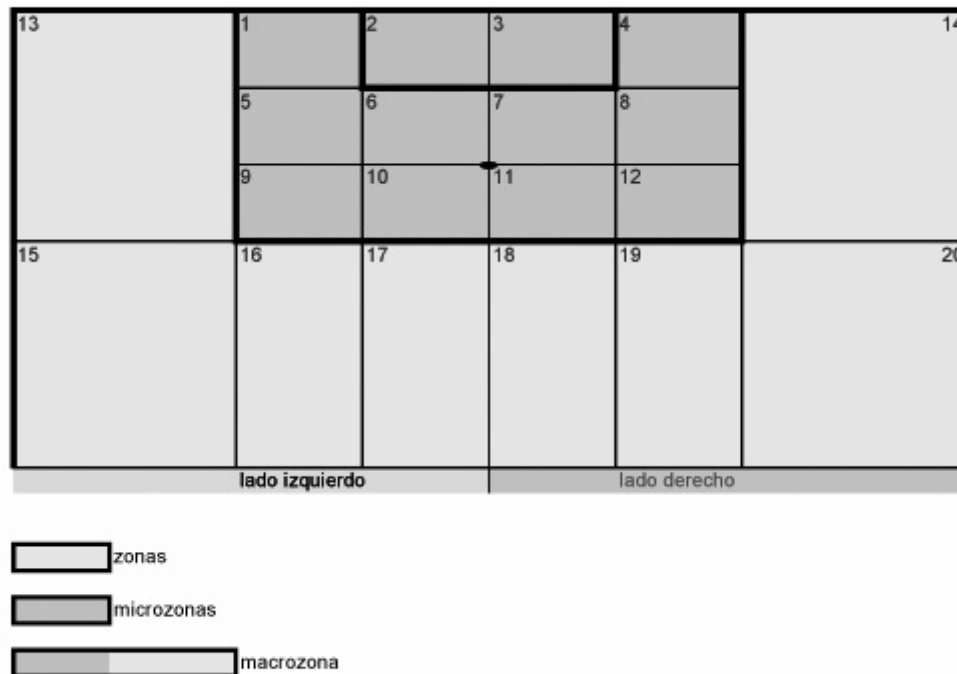 13 1 2 3 4 14
5 6 7 8
9 10 11 12
15 16 17 18 19 20
lado izquierdo lado derecho
zonas
microzonas
macrozona